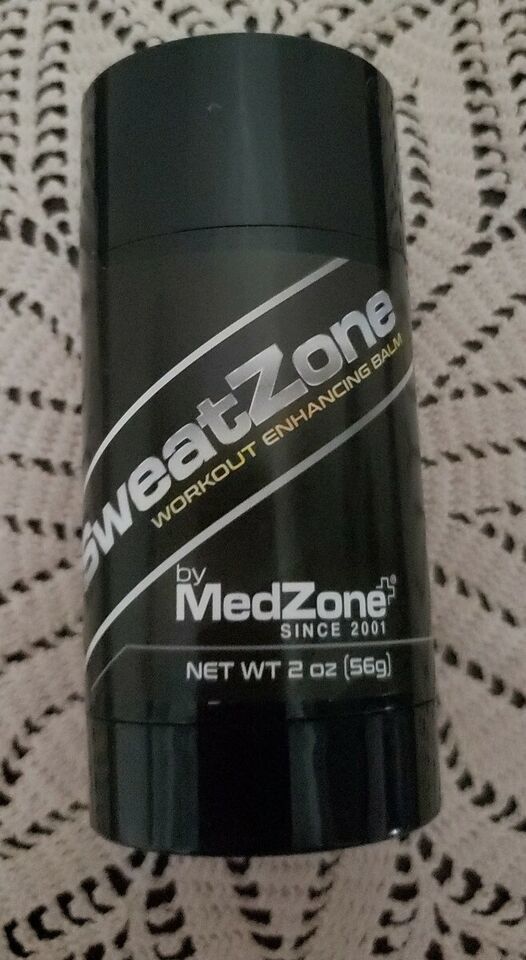 SweatZone
WORKOUT ENHANCING BALM
by
MedZone®
SINCE 2001
NET WT 2 oz (56g)